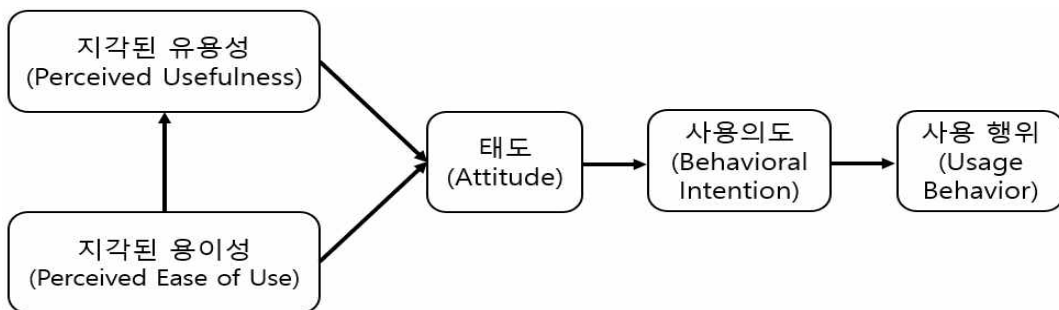 지각된 유용성
(Perceived Usefulness)
지각된 용이성
(Perceived Ease of Use)
태도
(Attitude)
사용의도
(Behavioral
Intention)
사용 행위
(Usage
Behavior)